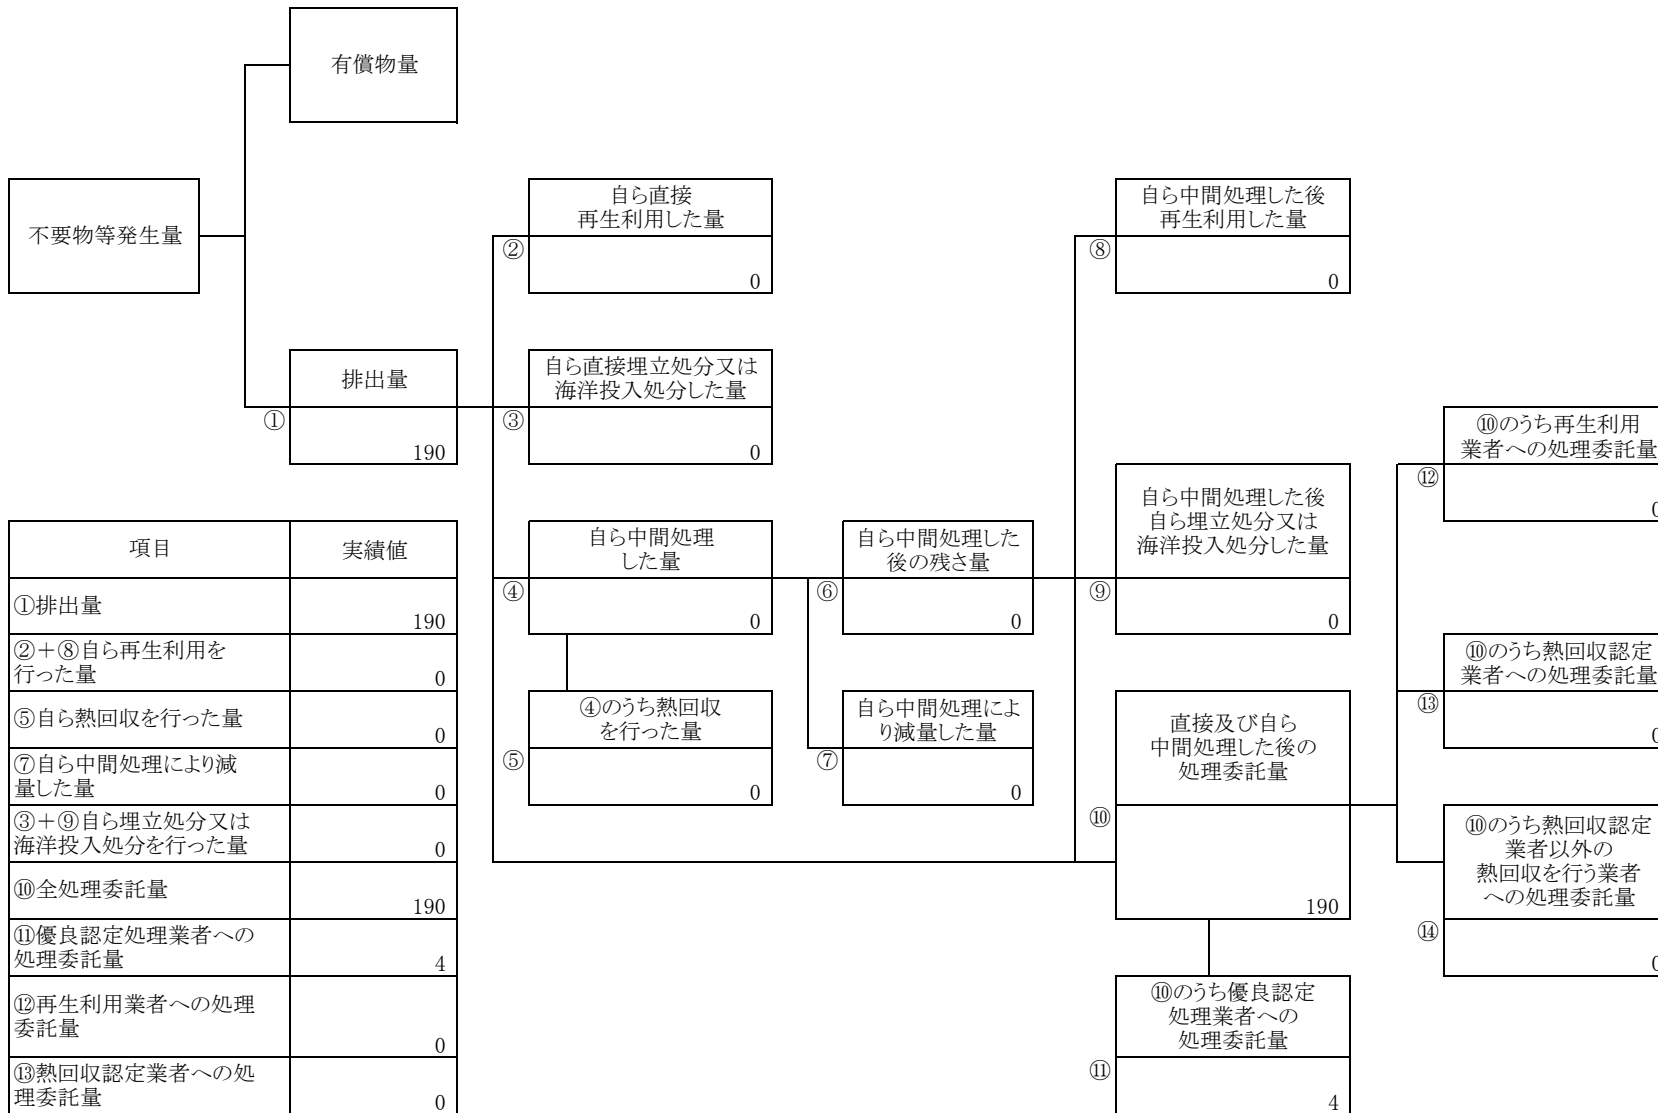 有償物量
不要物等発生量
自ら直接
再生利用した量
②
0
自ら中間処理した後
再生利用した量
⑧
0
排出量
①
190
自ら直接埋立処分又は
海洋投入処分した量
③
0
⑩のうち再生利用
業者への処理委託量
⑫
0
自ら中間処理した後
自ら埋立処分又は
海洋投入処分した量
⑨
0
自ら中間処理
した量
④
0
自ら中間処理した
後の残さ量
⑥
0
⑩のうち熱回収認定
業者への処理委託量
⑬
0
④のうち熱回収
を行った量
⑤
0
自ら中間処理によ
り減量した量
⑦
0
直接及び自ら
中間処理した後の
処理委託量
⑩
190
⑩のうち熱回収認定
業者以外の
熱回収を行う業者
への処理委託量
⑭
0
⑩のうち優良認定
処理業者への
処理委託量
⑪
4
項目 実績値
①排出量 190
②＋⑧自ら再生利用を
行った量 0
⑤自ら熱回収を行った量 0
⑦自ら中間処理により減
量した量 0
③＋⑨自ら埋立処分又は
海洋投入処分を行った量 0
⑩全処理委託量 190
⑪優良認定処理業者への
処理委託量 4
⑫再生利用業者への処理
委託量 0
⑬熱回収認定業者への処
理委託量 0